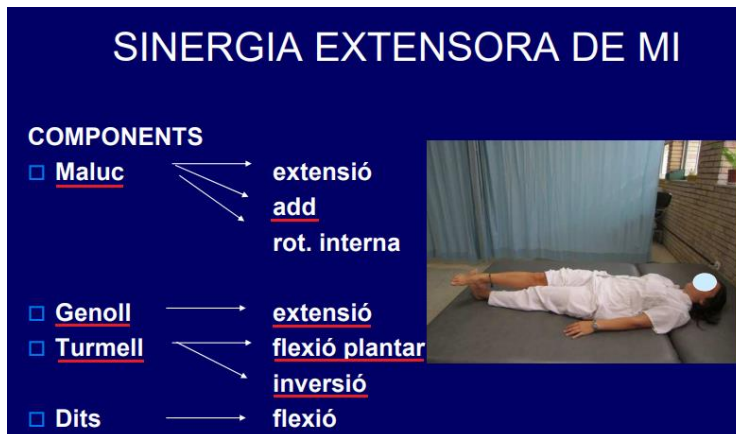 SINERGIA EXTENSORA DE MI
COMPONENTS
Maluc extensió
add
rot. interna
Genoll extensió
Turmell flexió plantar
inversió
Dits flexió